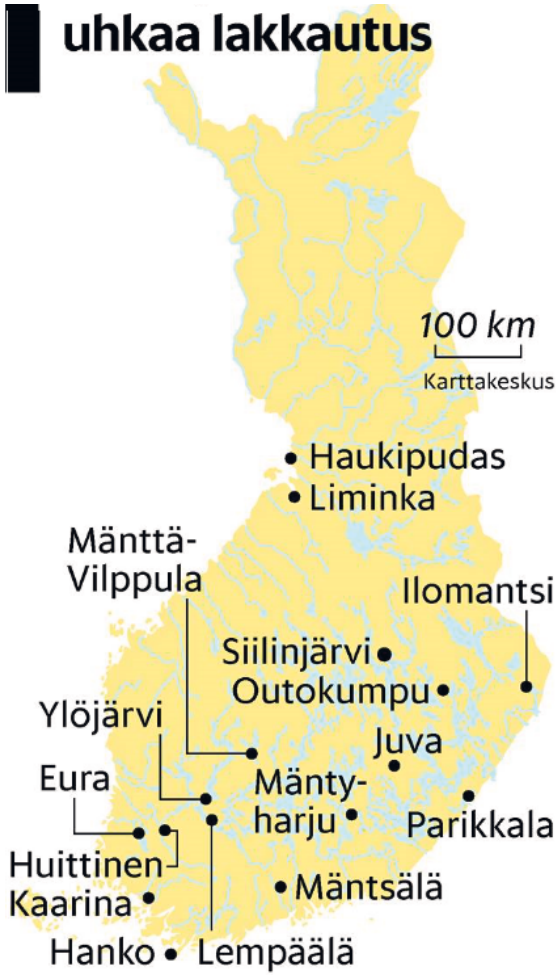 uhkaa lakkautus
100 km
Karttakeskus
Haukipudas
Liminka
Mänttä-
Vilppula
Ilomantsi
Siilinjärvi
Outokumpu
Ylöjärvi
Juva
Eura
Mänty-
harju
Parikkala
Huittinen
Kaarina
Mäntsälä
Hanko
Lempäälä